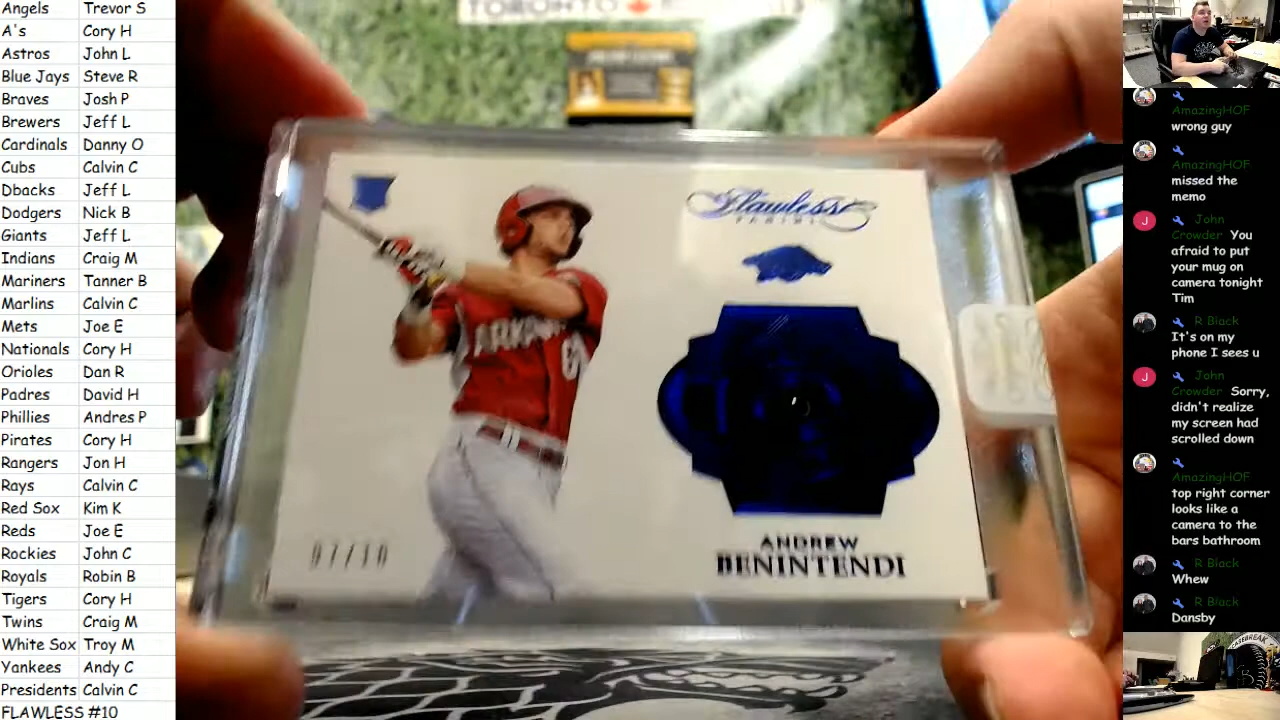 Angels Trevor S
A's Cory H
Astros John L
Blue Jays Steve R
Braves Josh P
Brewers Jeff L
Cardinals Danny O
Cubs Calvin C
Dbacks Jeff L
Dodgers Nick B
Giants Jeff L
Indians Craig M
Mariners Tanner B
Marlins Calvin C
Mets Joe E
Nationals Cory H
Orioles Dan R
Padres David H
Phillies Andres P
Pirates Cory H
Rangers Jon H
Rays Calvin C
Red Sox Kim K
Reds Joe E
Rockies John C
Royals Robin B
Tigers Cory H
Twins Craig M
White Sox Troy M
Yankees Andy C
Presidents Calvin C
FLAWLESS #10
TORONTO
Flawless
PANINI
ANDREW
BENINTENDI
07/10
AmazingHOF
wrong guy
AmazingHOF
missed the
memo
John
Crowder You
afraid to put
your mug on
camera tonight
Tim
R Black
It's on my
phone I sees u
John
Crowder Sorry,
didn't realize
my screen had
scrolled down
AmazingHOF
top right corner
looks like a
camera to the
bars bathroom
R Black
Whew
R Black
Dansby